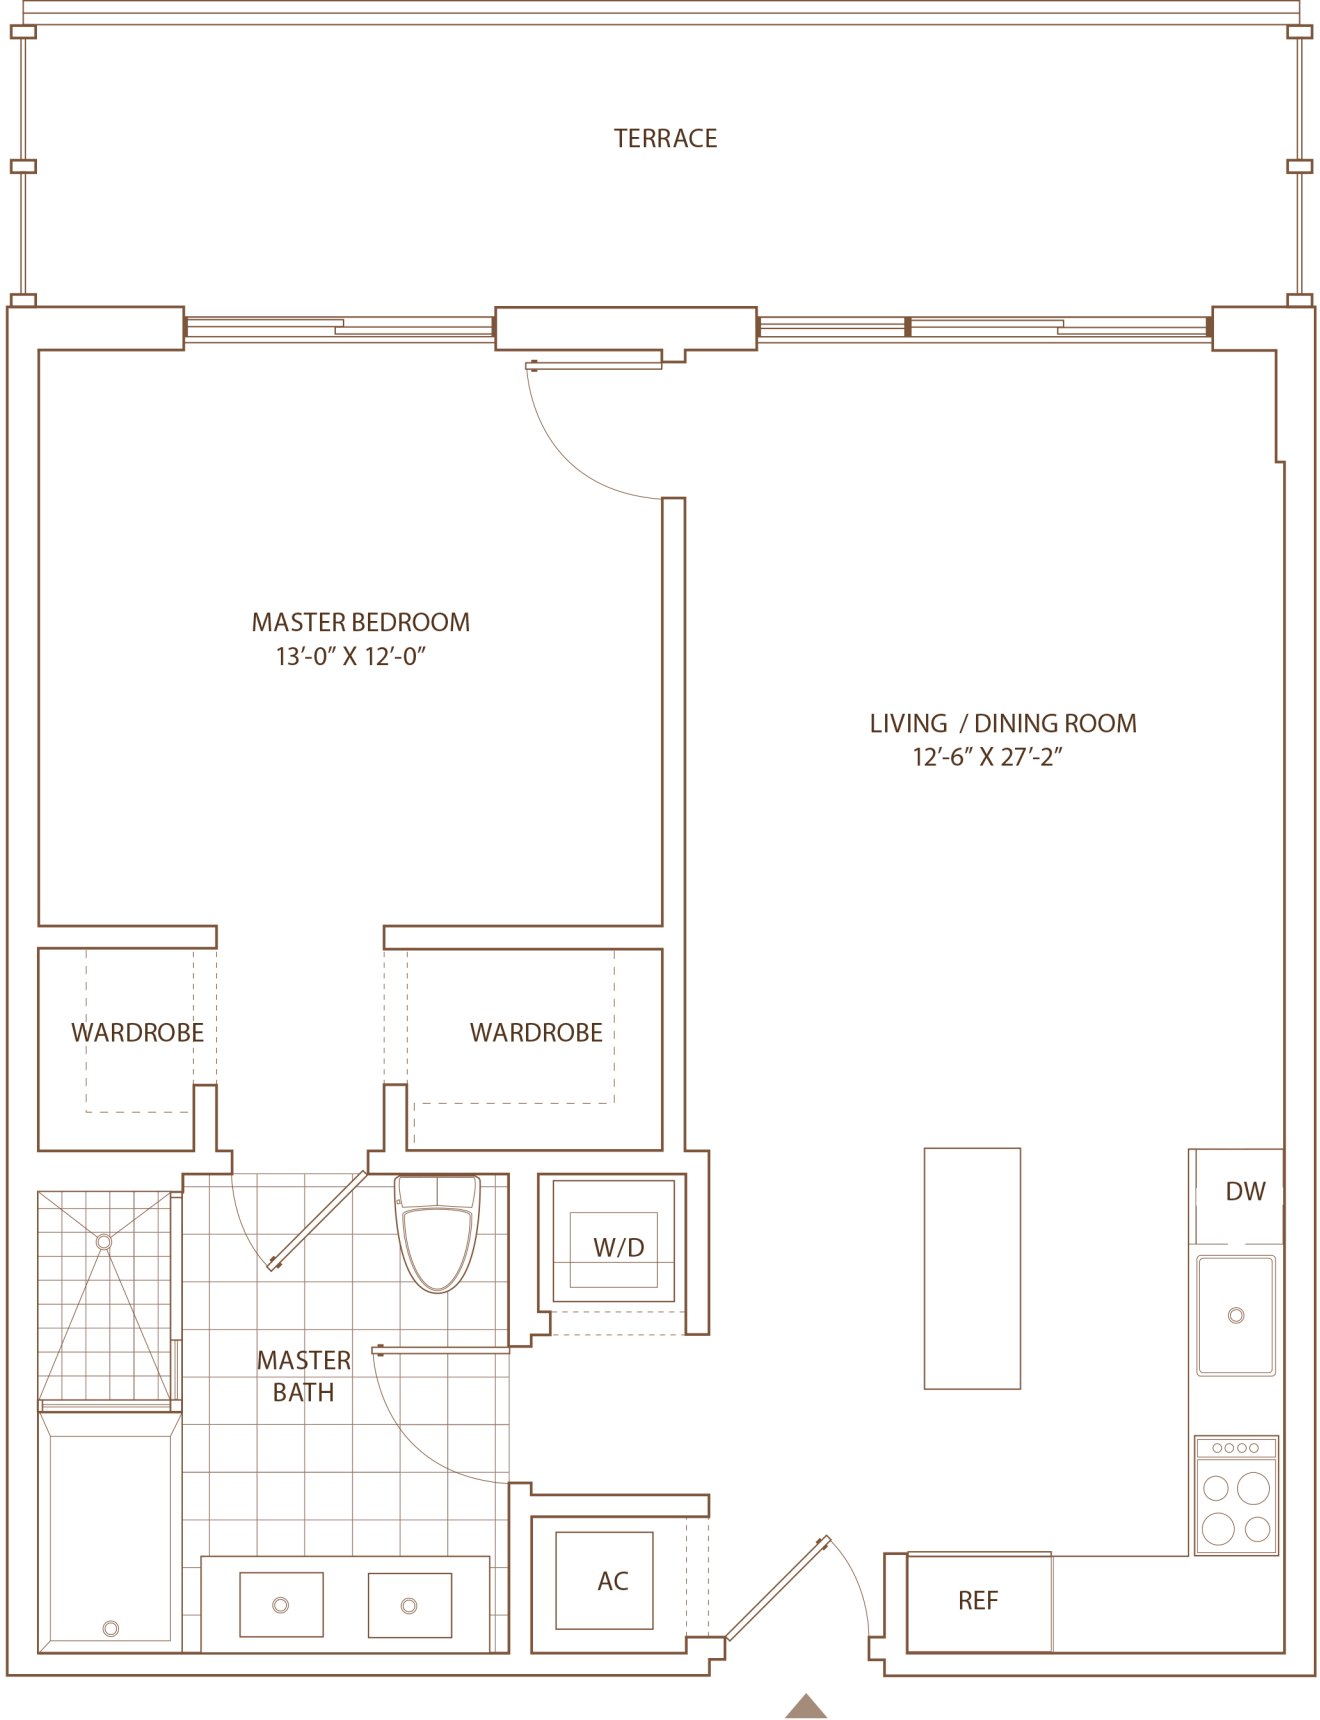 TERRACE
MASTER BEDROOM
13’-0” X 12’-0”
LIVING / DINING ROOM
12’-6” X 27’-2”
WARDROBE
WARDROBE
DW
W/D
MASTER
BATH
AC
REF